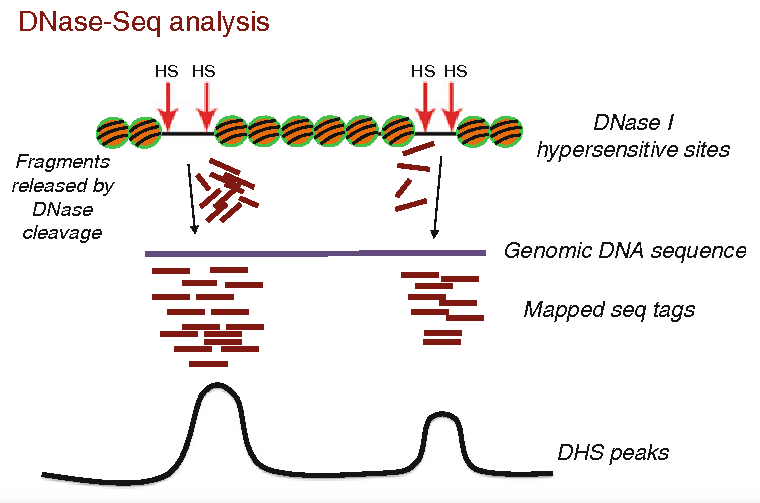 DNase-Seq analysis
HS HS HS HS
DNase I
hypersensitive sites
Fragments
released by
DNase
cleavage
Genomic DNA sequence
Mapped seq tags
DHS peaks